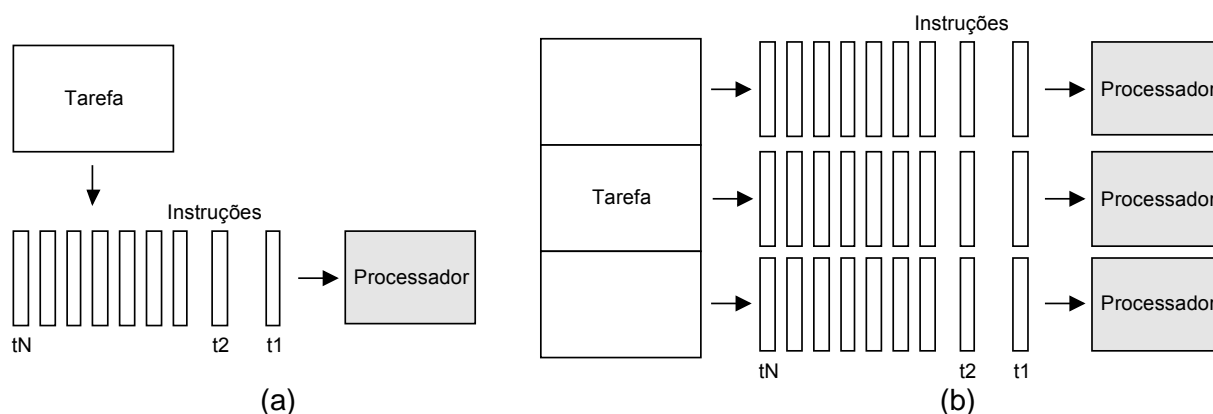 Tarefa
Instruções
Processador
tN t2 t1
(a)
Instruções
Processador
Tarefa
Processador
Processador
tN t2 t1
(b)